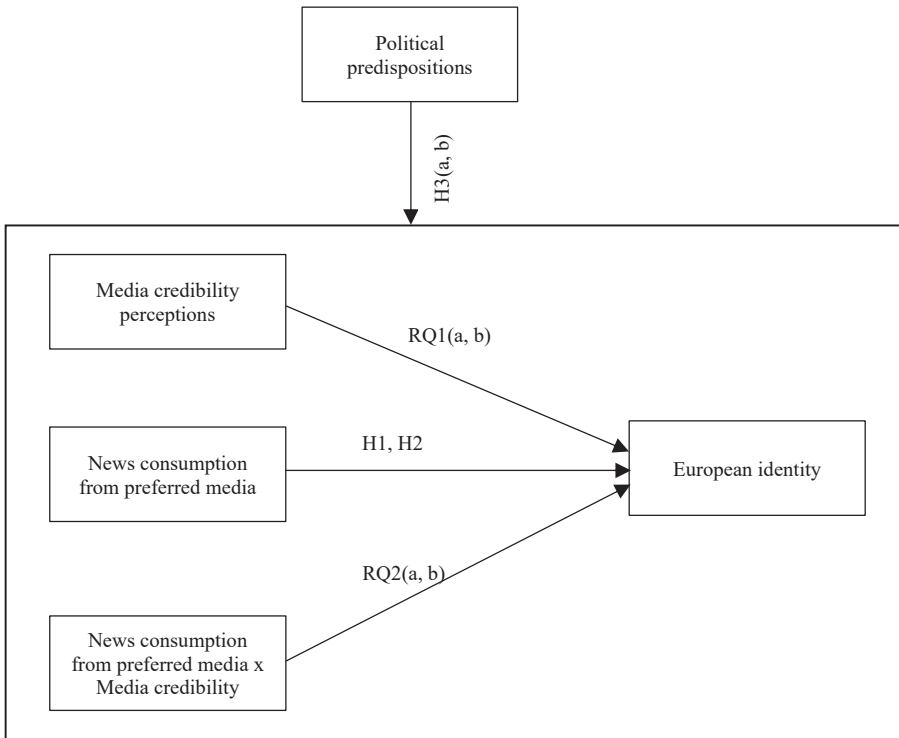 Political
predispositions
H3(a, b)
Media credibility
perceptions
RQ1(a, b)
News consumption
from preferred media
H1, H2
European identity
RQ2(a, b)
News consumption
from preferred media x
Media credibility